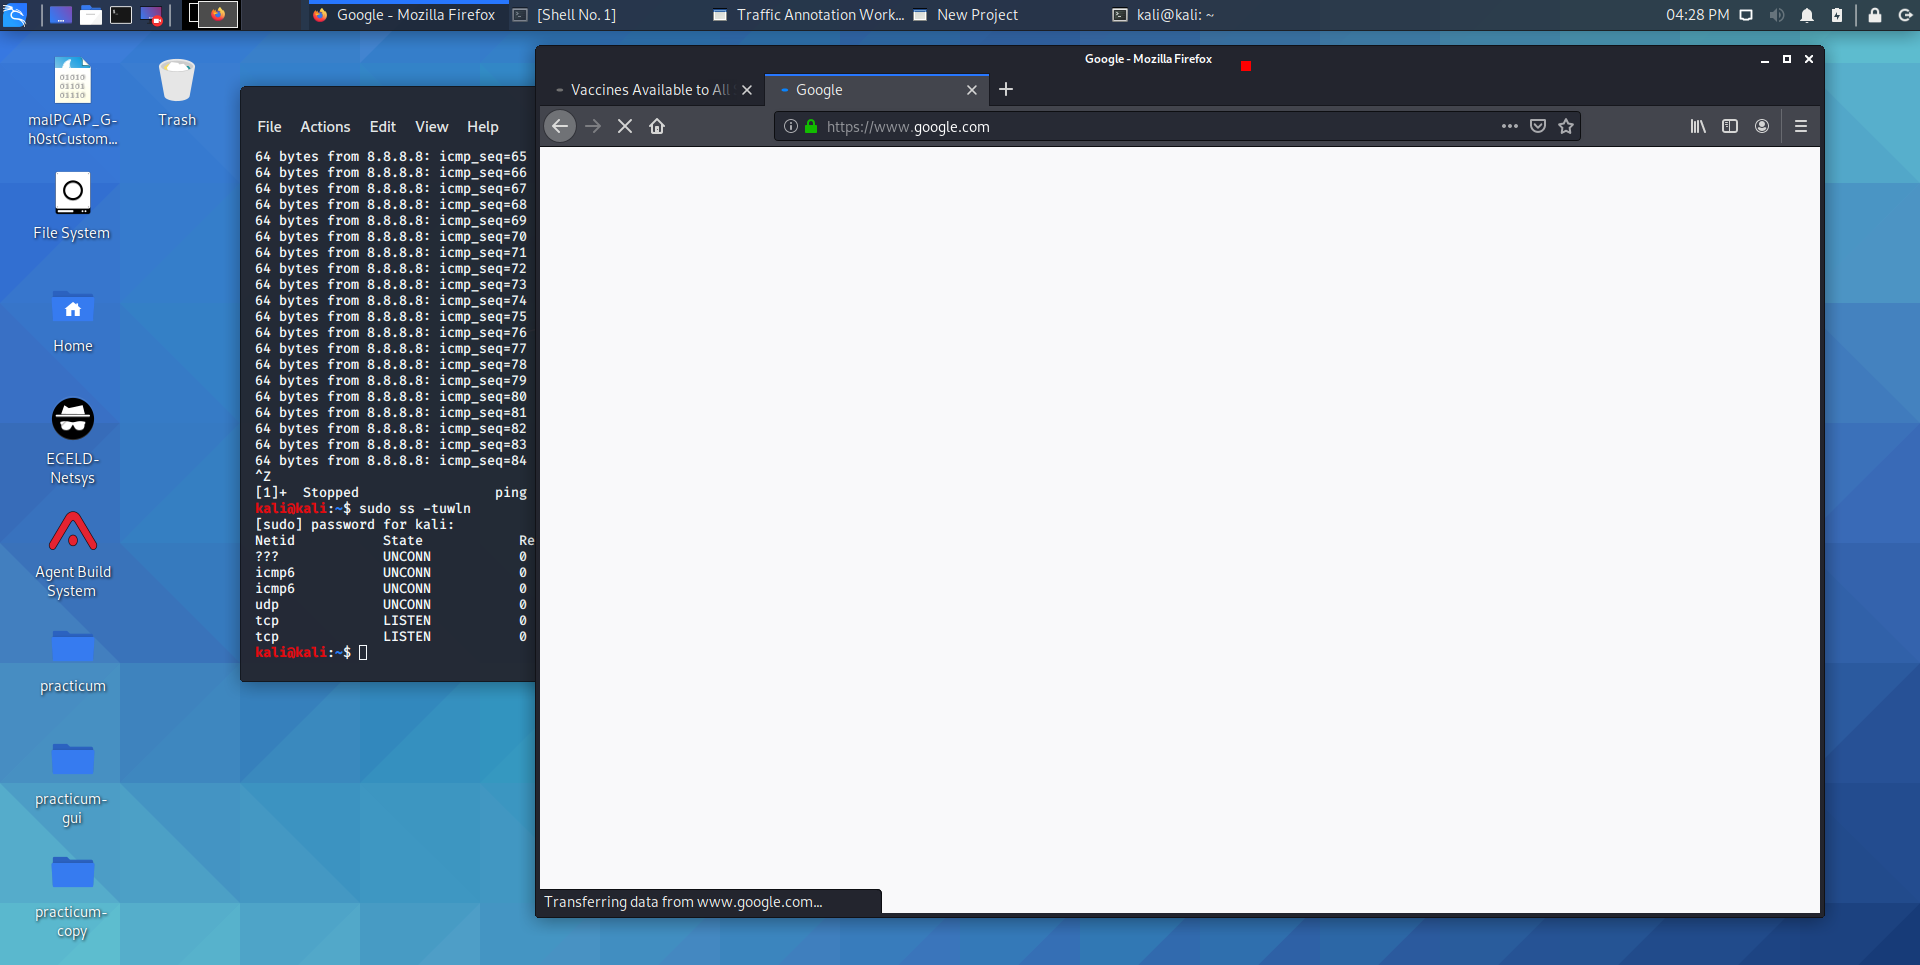 Google - Mozilla Firefox
[Shell No. 1]
Traffic Annotation Work...
New Project
kali@kali: ~
04:28 PM
malPCAP_G-
h0stCustom...
Trash
File System
Home
ECELD-
Netsys
Agent Build
System
practicum
practicum-
gui
practicum-
copy
File Actions Edit View Help
64 bytes from 8.8.8.8: icmp_seq=65
64 bytes from 8.8.8.8: icmp_seq=66
64 bytes from 8.8.8.8: icmp_seq=67
64 bytes from 8.8.8.8: icmp_seq=68
64 bytes from 8.8.8.8: icmp_seq=69
64 bytes from 8.8.8.8: icmp_seq=70
64 bytes from 8.8.8.8: icmp_seq=71
64 bytes from 8.8.8.8: icmp_seq=72
64 bytes from 8.8.8.8: icmp_seq=73
64 bytes from 8.8.8.8: icmp_seq=74
64 bytes from 8.8.8.8: icmp_seq=75
64 bytes from 8.8.8.8: icmp_seq=76
64 bytes from 8.8.8.8: icmp_seq=77
64 bytes from 8.8.8.8: icmp_seq=78
64 bytes from 8.8.8.8: icmp_seq=79
64 bytes from 8.8.8.8: icmp_seq=80
64 bytes from 8.8.8.8: icmp_seq=81
64 bytes from 8.8.8.8: icmp_seq=82
64 bytes from 8.8.8.8: icmp_seq=83
64 bytes from 8.8.8.8: icmp_seq=84
^Z
[1]+ Stopped ping
kali@kali:~$ sudo ss -tuwln
[sudo] password for kali:
Netid State Re
??? UNCONN 0
icmp6 UNCONN 0
icmp6 UNCONN 0
udp UNCONN 0
tcp LISTEN 0
tcp LISTEN 0
kali@kali:~$
Google - Mozilla Firefox
Vaccines Available to All
Google
https://www.google.com
Transferring data from www.google.com...